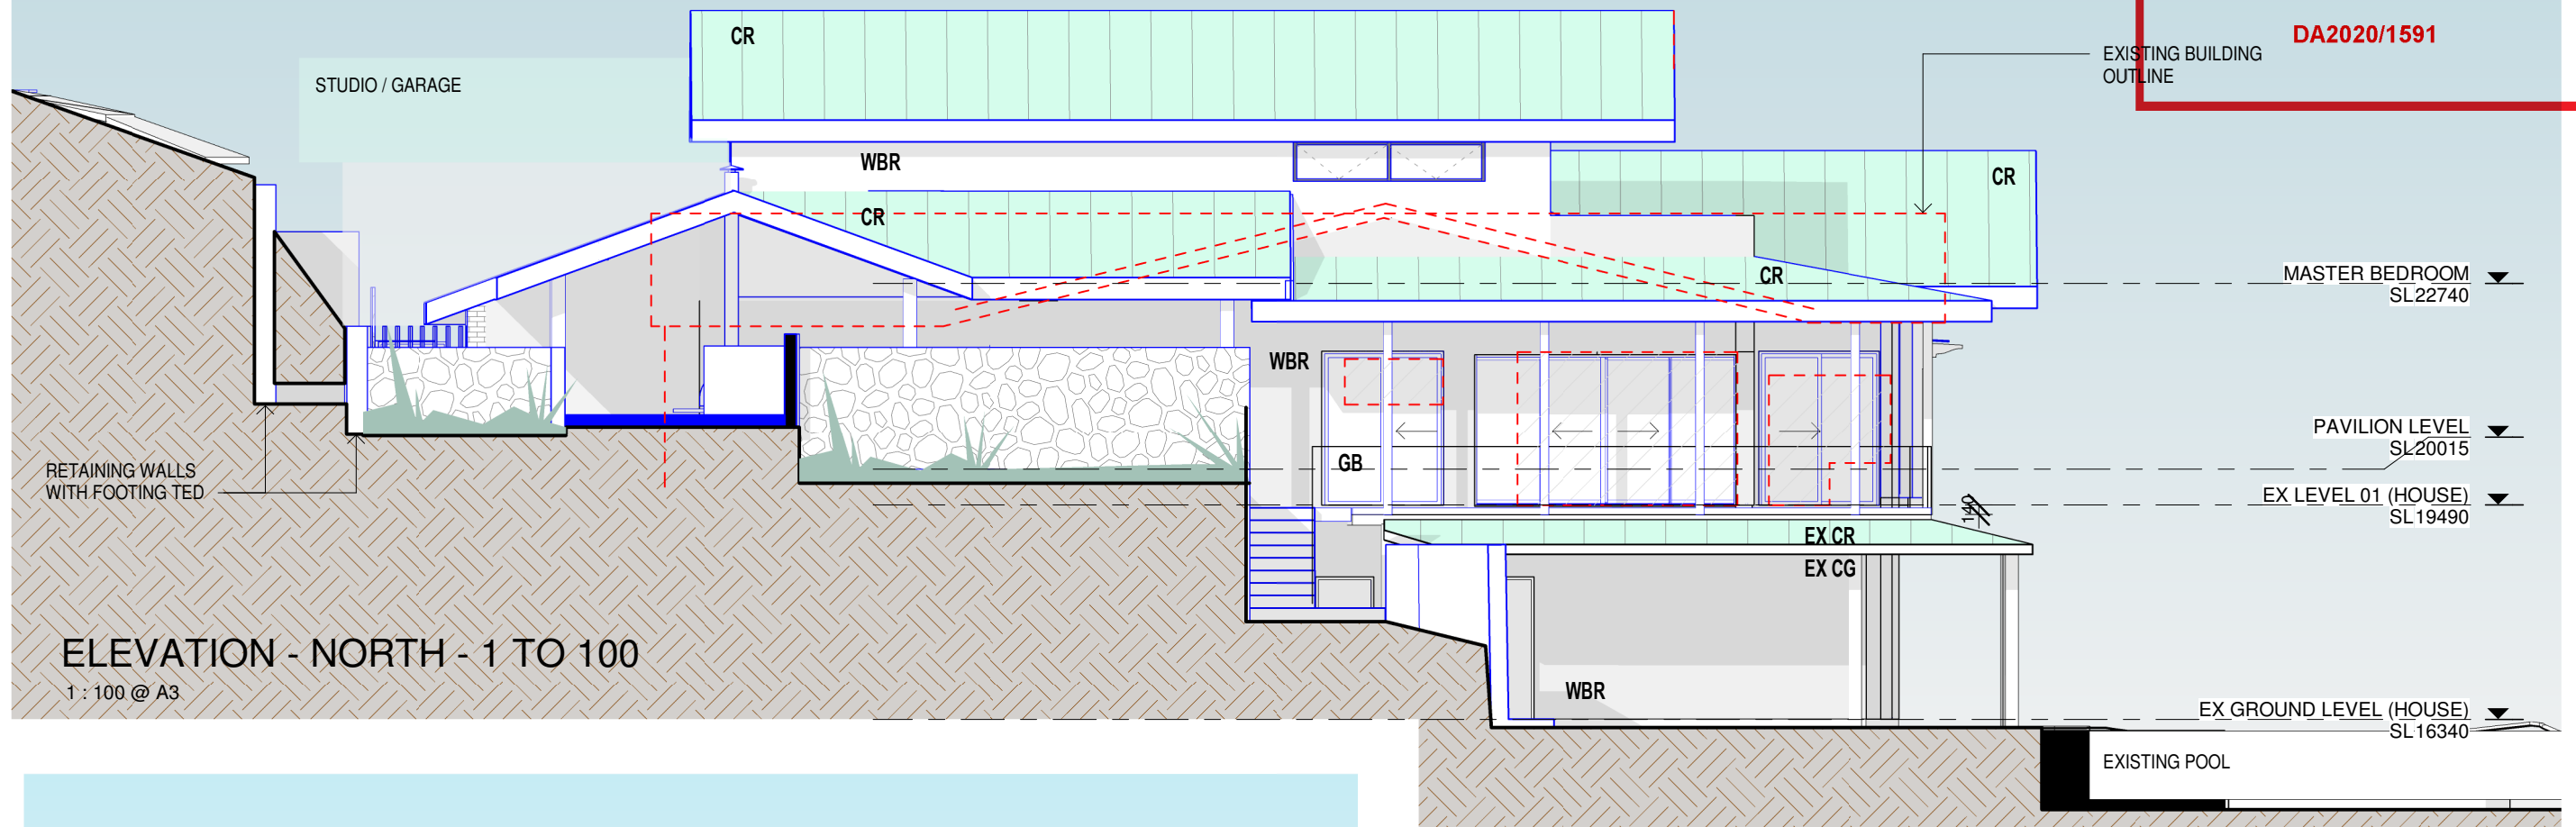 DA2020/1591
CR
EXISTING BUILDING
OUTLINE
STUDIO / GARAGE
WBR
CR
CR
CR
MASTER BEDROOM
SL22740
WBR
PAVILION LEVEL
SL20015
GB
RETAINING WALLS
WITH FOOTING TED
EX LEVEL 01 (HOUSE)
SL19490
140
EX CR
EX CG
ELEVATION - NORTH - 1 TO 100
1 : 100 @ A3
WBR
EX GROUND LEVEL (HOUSE)
SL16340
EXISTING POOL